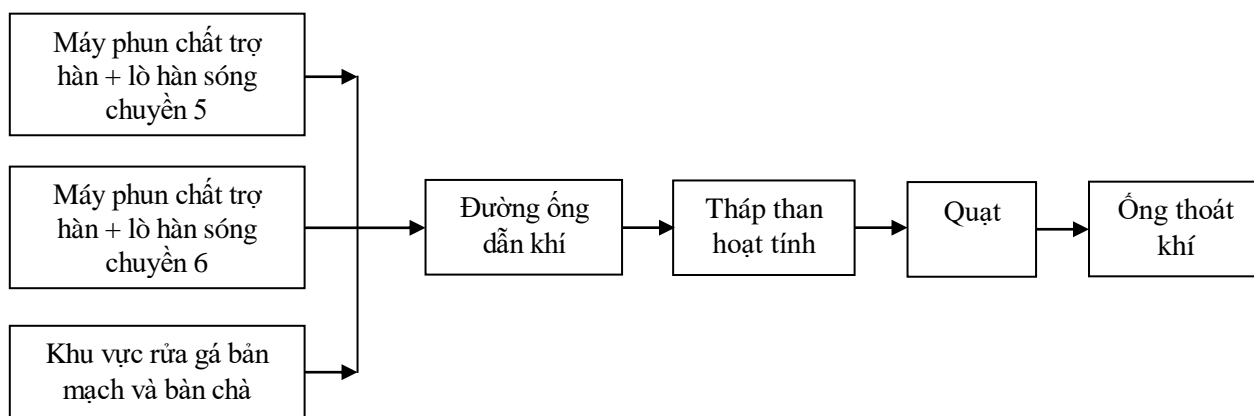 Máy phun chất trợ
hàn + lò hàn sóng
chuyền 5
Máy phun chất trợ
hàn + lò hàn sóng
chuyền 6
Khu vực rửa gá bản
mạch và bàn chà
Đường ống
dẫn khí
Tháp than
hoạt tính
Quạt
Ống thoát
khí